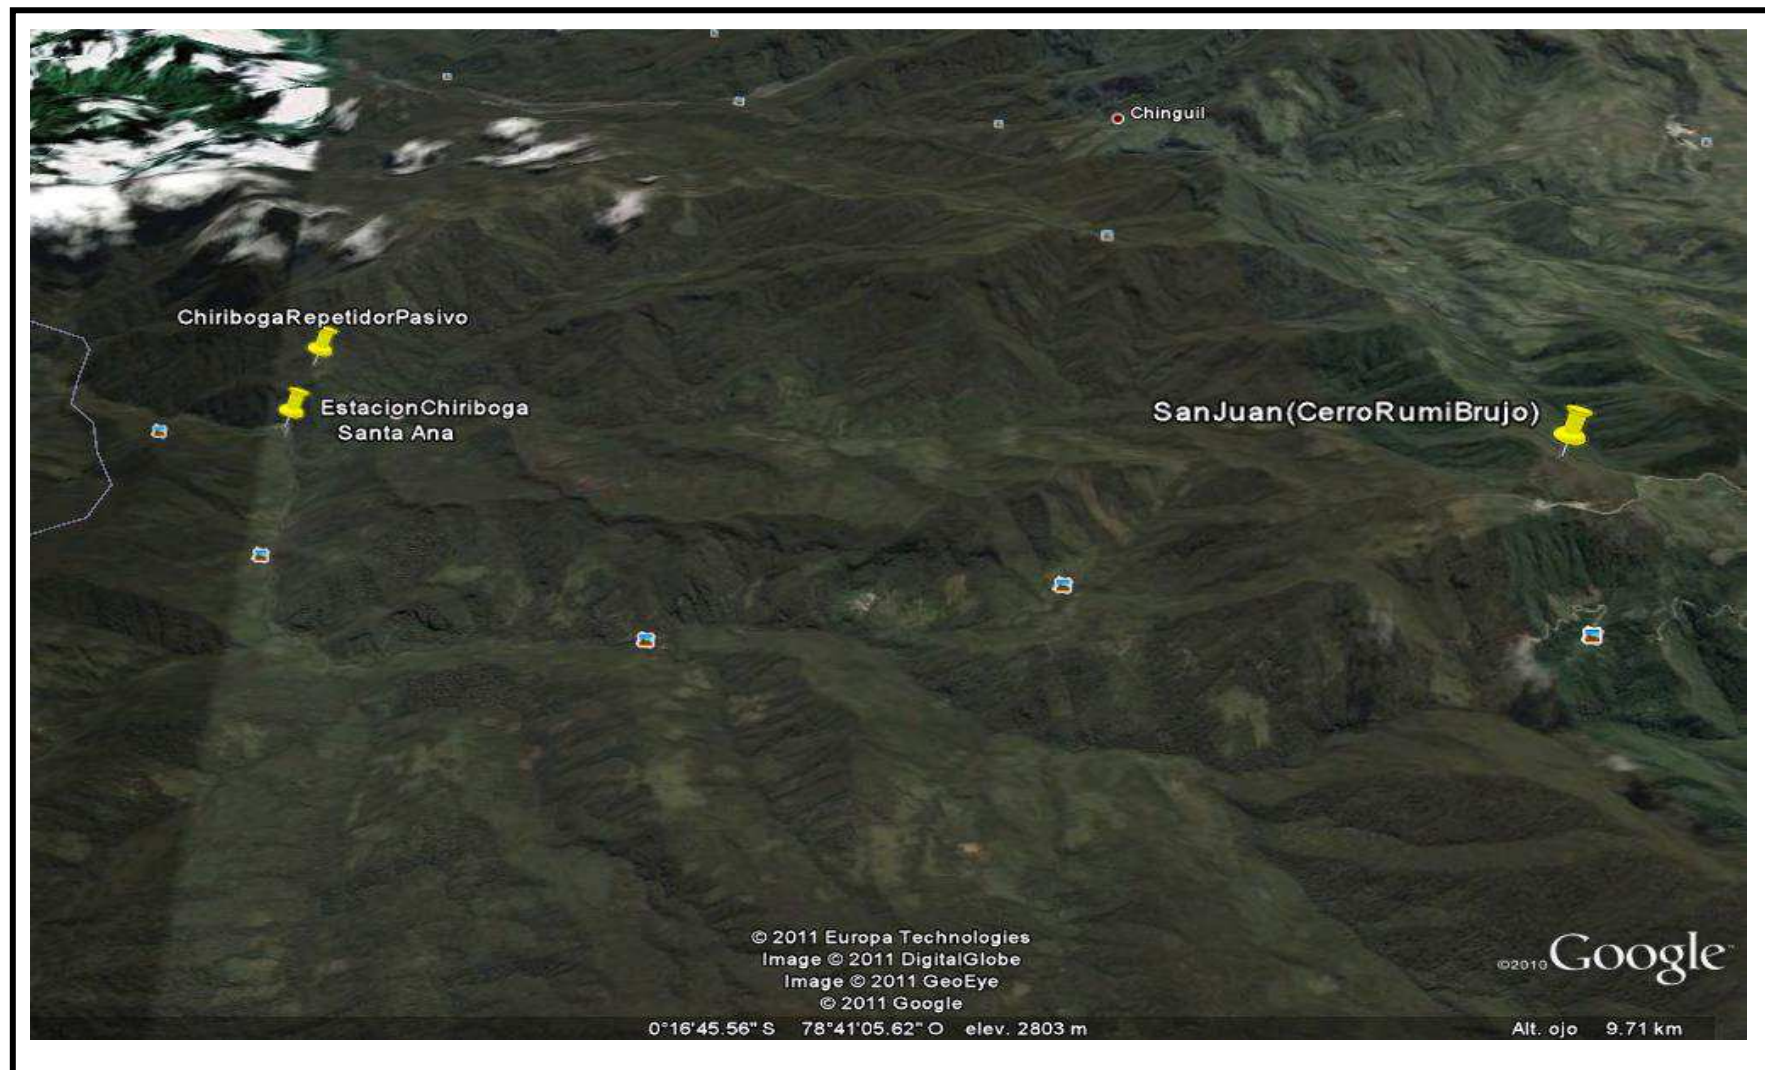 Chinguil
ChiribogaRepetidorPasivo
EstacionChiriboga
Santa Ana
SanJuan(CerroRumiBrujo)
© 2011 Europa Technologies
Image © 2011 DigitalGlobe
Image © 2011 GeoEye
© 2011 Google
©2010 Google
0°16'45.56" S 78°41'05.62" O elev. 2803 m
Alt. ojo 9.71 km